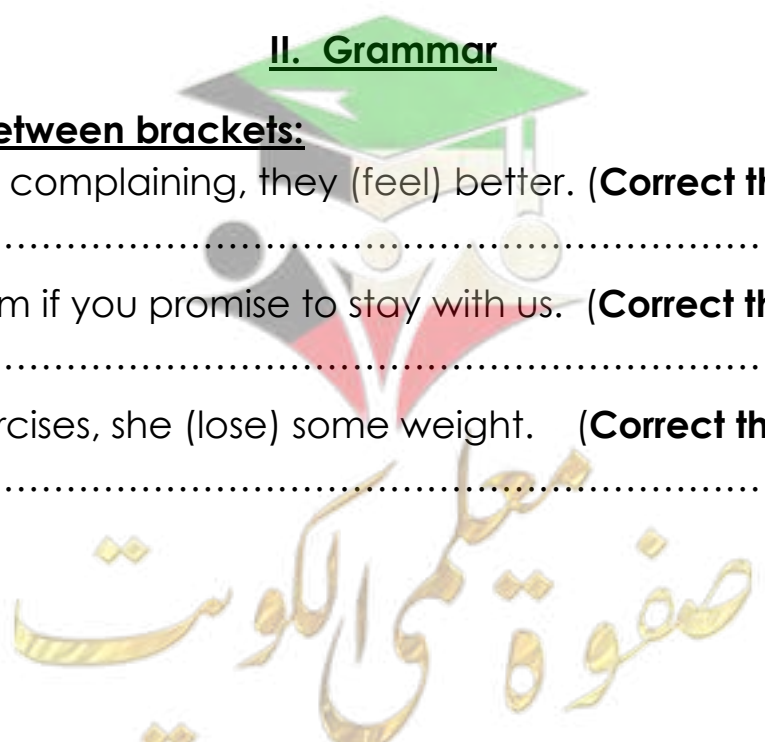 II. Grammar
etween brackets:
complaining, they (feel) better. (Correct th
........................................................................
m if you promise to stay with us. (Correct th
........................................................................
rcises, she (lose) some weight. (Correct th
........................................................................
صفوة معلمى الكويت